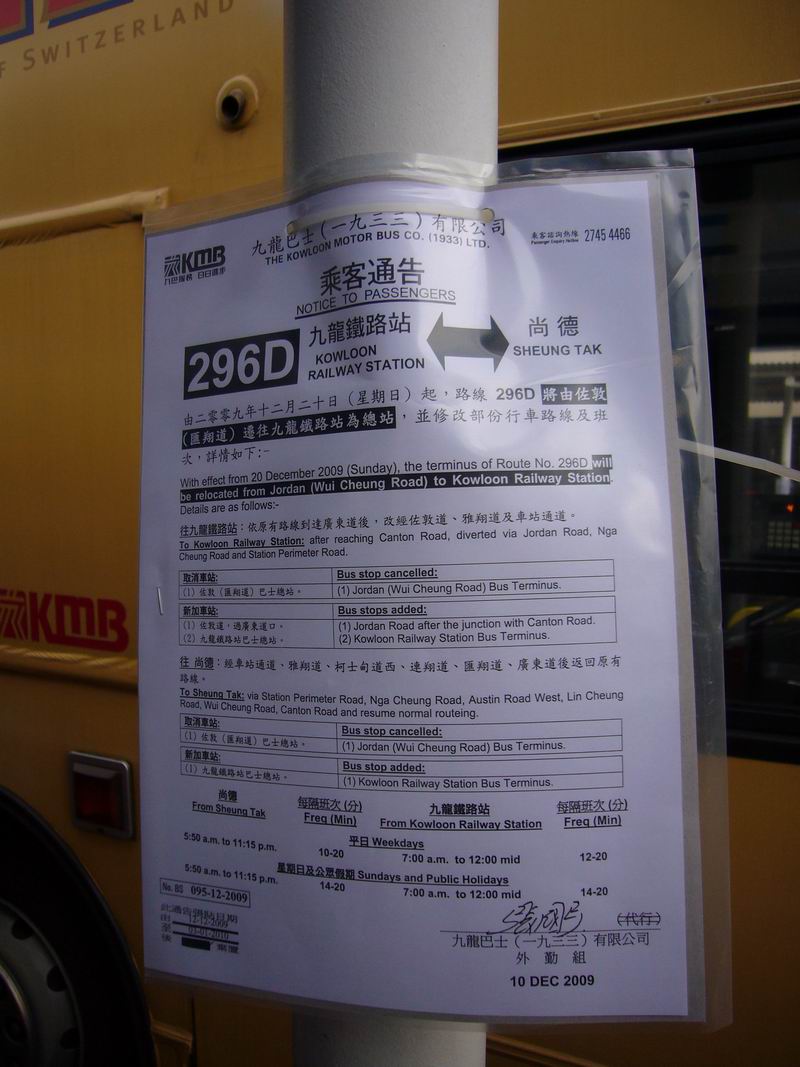 OF SWITZERLAND
KMB
九巴服務 日日進步
九龍巴士（一九三三）有限公司
THE KOWLOON MOTOR BUS CO. (1933) LTD.
乘客諮詢熱線 2745 4466
Passenger Enquiry Hotline
乘客通告
NOTICE TO PASSENGERS
296D
九龍鐵路站
KOWLOON
RAILWAY STATION
尚德
SHEUNG TAK
由二零零九年十二月二十日（星期日）起，路線 296D 將由佐敦
（匯翔道）遷往九龍鐵路站為總站，並修改部份行車路線及班
次，詳情如下:-
With effect from 20 December 2009 (Sunday), the terminus of Route No. 296D will
be relocated from Jordan (Wui Cheung Road) to Kowloon Railway Station.
Details are as follows:-
往九龍鐵路站：依原有路線到達廣東道後，改經佐敦道、雅翔道及車站通道。
To Kowloon Railway Station: after reaching Canton Road, diverted via Jordan Road, Nga
Cheung Road and Station Perimeter Road.
取消車站: Bus stop cancelled:
(1) 佐敦（匯翔道）巴士總站。 (1) Jordan (Wui Cheung Road) Bus Terminus.
新加車站: Bus stops added:
(1) 佐敦道，過廣東道口。 (1) Jordan Road after the junction with Canton Road.
(2) 九龍鐵路站巴士總站。 (2) Kowloon Railway Station Bus Terminus.
往 尚德：經車站通道、雅翔道、柯士甸道西、連翔道、匯翔道、廣東道後返回原有
路線。
To Sheung Tak: via Station Perimeter Road, Nga Cheung Road, Austin Road West, Lin Cheung
Road, Wui Cheung Road, Canton Road and resume normal routeing.
取消車站: Bus stop cancelled:
(1) 佐敦（匯翔道）巴士總站。 (1) Jordan (Wui Cheung Road) Bus Terminus.
新加車站: Bus stop added:
(1) 九龍鐵路站巴士總站。 (1) Kowloon Railway Station Bus Terminus.
尚德 每隔班次 (分) 九龍鐵路站 每隔班次 (分)
From Sheung Tak Freq (Min) From Kowloon Railway Station Freq (Min)
平日 Weekdays
5:50 a.m. to 11:15 p.m. 10-20 7:00 a.m. to 12:00 mid 12-20
星期日及公眾假期 Sundays and Public Holidays
5:50 a.m. to 11:15 p.m. 14-20 7:00 a.m. to 12:00 mid 14-20
No. BS 095-12-2009
此通告張貼日期
由 12-12-2009
至 03-01-2010
後
（代行）
九龍巴士（一九三三）有限公司
外勤組
10 DEC 2009
KMB